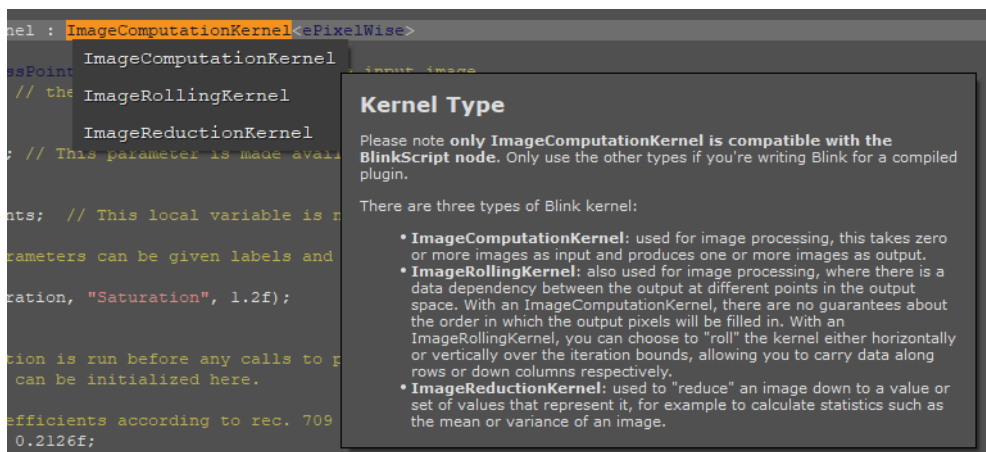 nel : ImageComputationKernel<ePixelWise>
ImageComputationKernel
ssPoint input image
// the ImageRollingKernel
ImageReductionKernel
; // This parameter is made avail
nts; // This local variable is n
rameters can be given labels and
ration, "Saturation", 1.2f);
tion is run before any calls to p
can be initialized here.
efficients according to rec. 709
0.2126f;
Kernel Type
Please note only ImageComputationKernel is compatible with the
BlinkScript node. Only use the other types if you're writing Blink for a compiled
plugin.
There are three types of Blink kernel:
• ImageComputationKernel: used for image processing, this takes zero
or more images as input and produces one or more images as output.
• ImageRollingKernel: also used for image processing, where there is a
data dependency between the output at different points in the output
space. With an ImageComputationKernel, there are no guarantees about
the order in which the output pixels will be filled in. With an
ImageRollingKernel, you can choose to "roll" the kernel either horizontally
or vertically over the iteration bounds, allowing you to carry data along
rows or down columns respectively.
• ImageReductionKernel: used to "reduce" an image down to a value or
set of values that represent it, for example to calculate statistics such as
the mean or variance of an image.